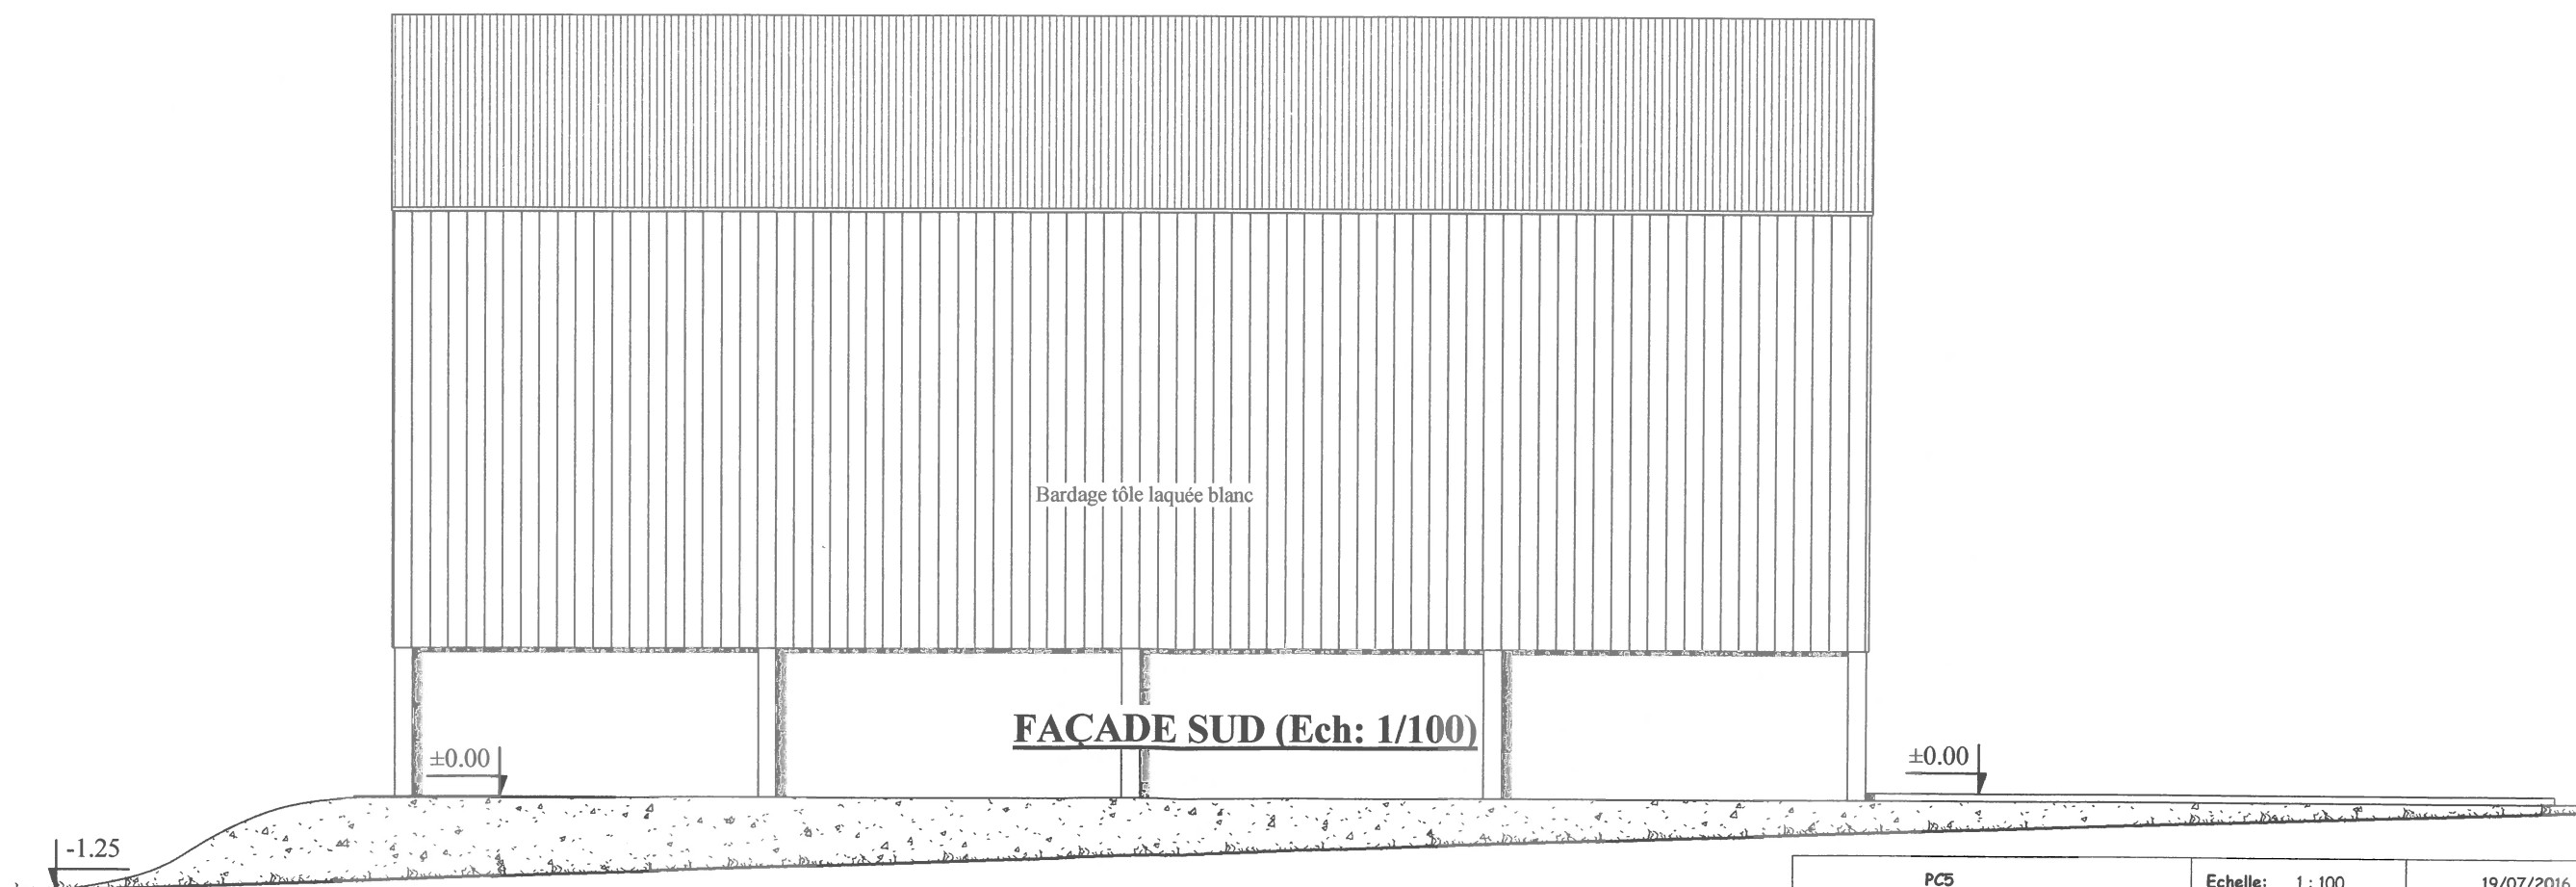 Bardage tôle laquée blanc
FAÇADE SUD (Ech: 1/100)
±0.00
±0.00
-1.25
PC5
Echelle: 1 : 100
19/07/2016